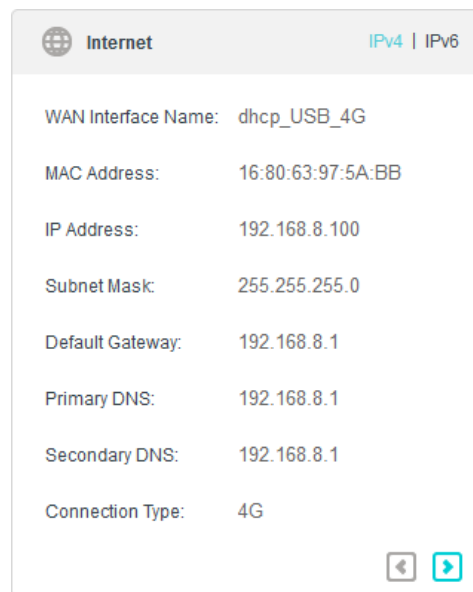 Internet IPv4 | IPv6
WAN Interface Name: dhcp_USB_4G
MAC Address: 16:80:63:97:5A:BB
IP Address: 192.168.8.100
Subnet Mask: 255.255.255.0
Default Gateway: 192.168.8.1
Primary DNS: 192.168.8.1
Secondary DNS: 192.168.8.1
Connection Type: 4G